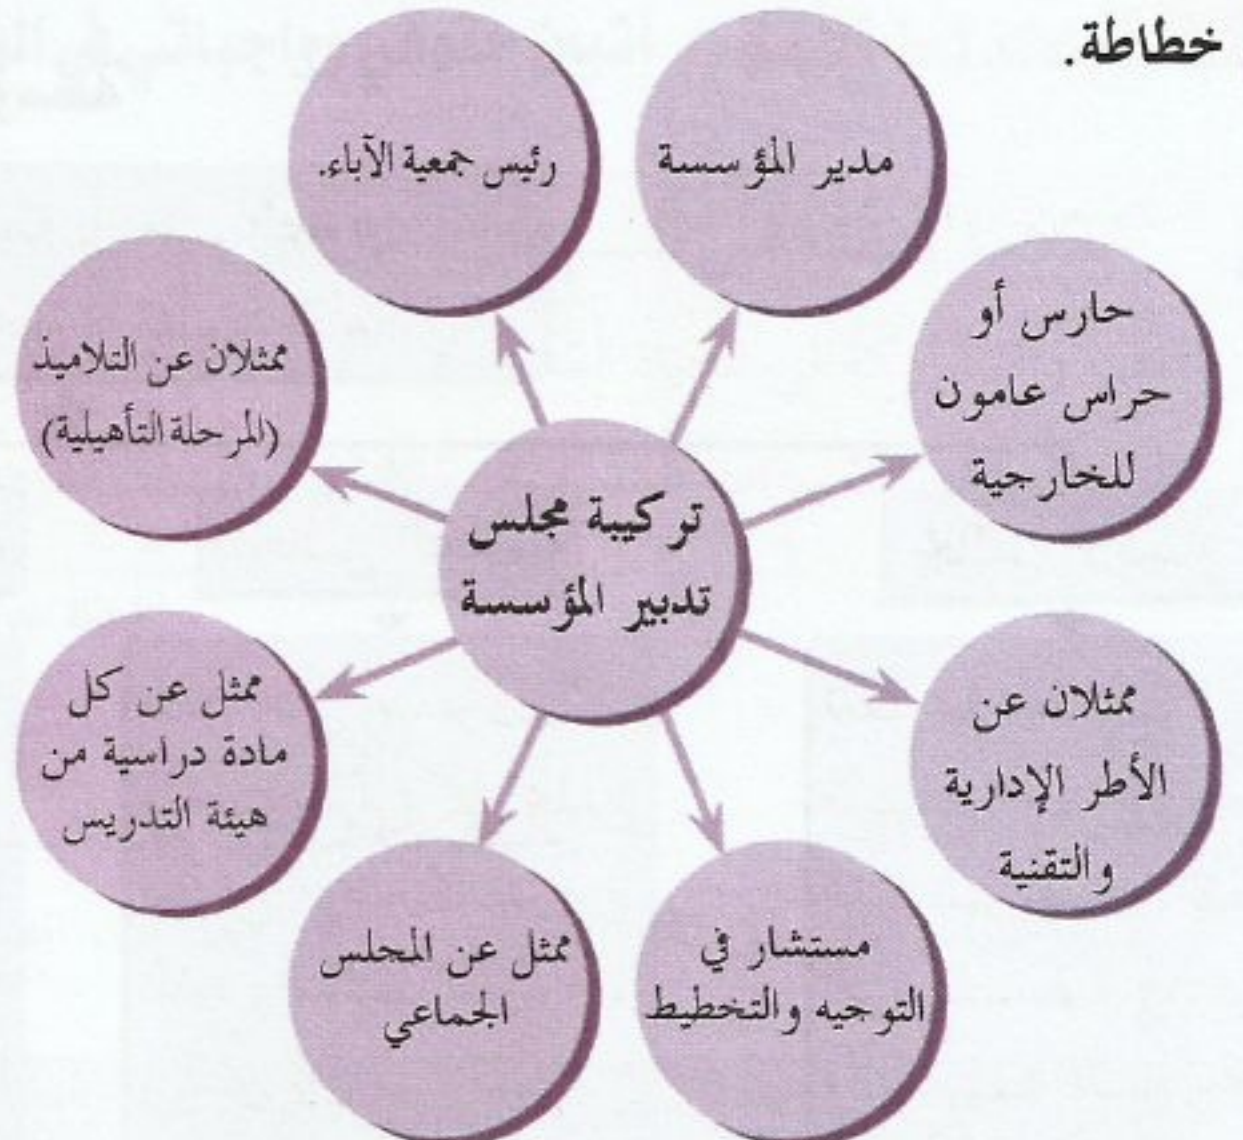 خطاطة.
مدير المؤسسة
رئيس جمعية الآباء.
حارس أو
حراس عامون
للخارجية
ممثلان عن التلاميذ
(المرحلة التأهيلية)
تركيبة مجلس
تدبير المؤسسة
ممثلان عن
الأطر الإدارية
والتقنية
ممثل عن كل
مادة دراسية من
هيئة التدريس
مستشار في
التوجيه والتخطيط
ممثل عن المجلس
الجماعي